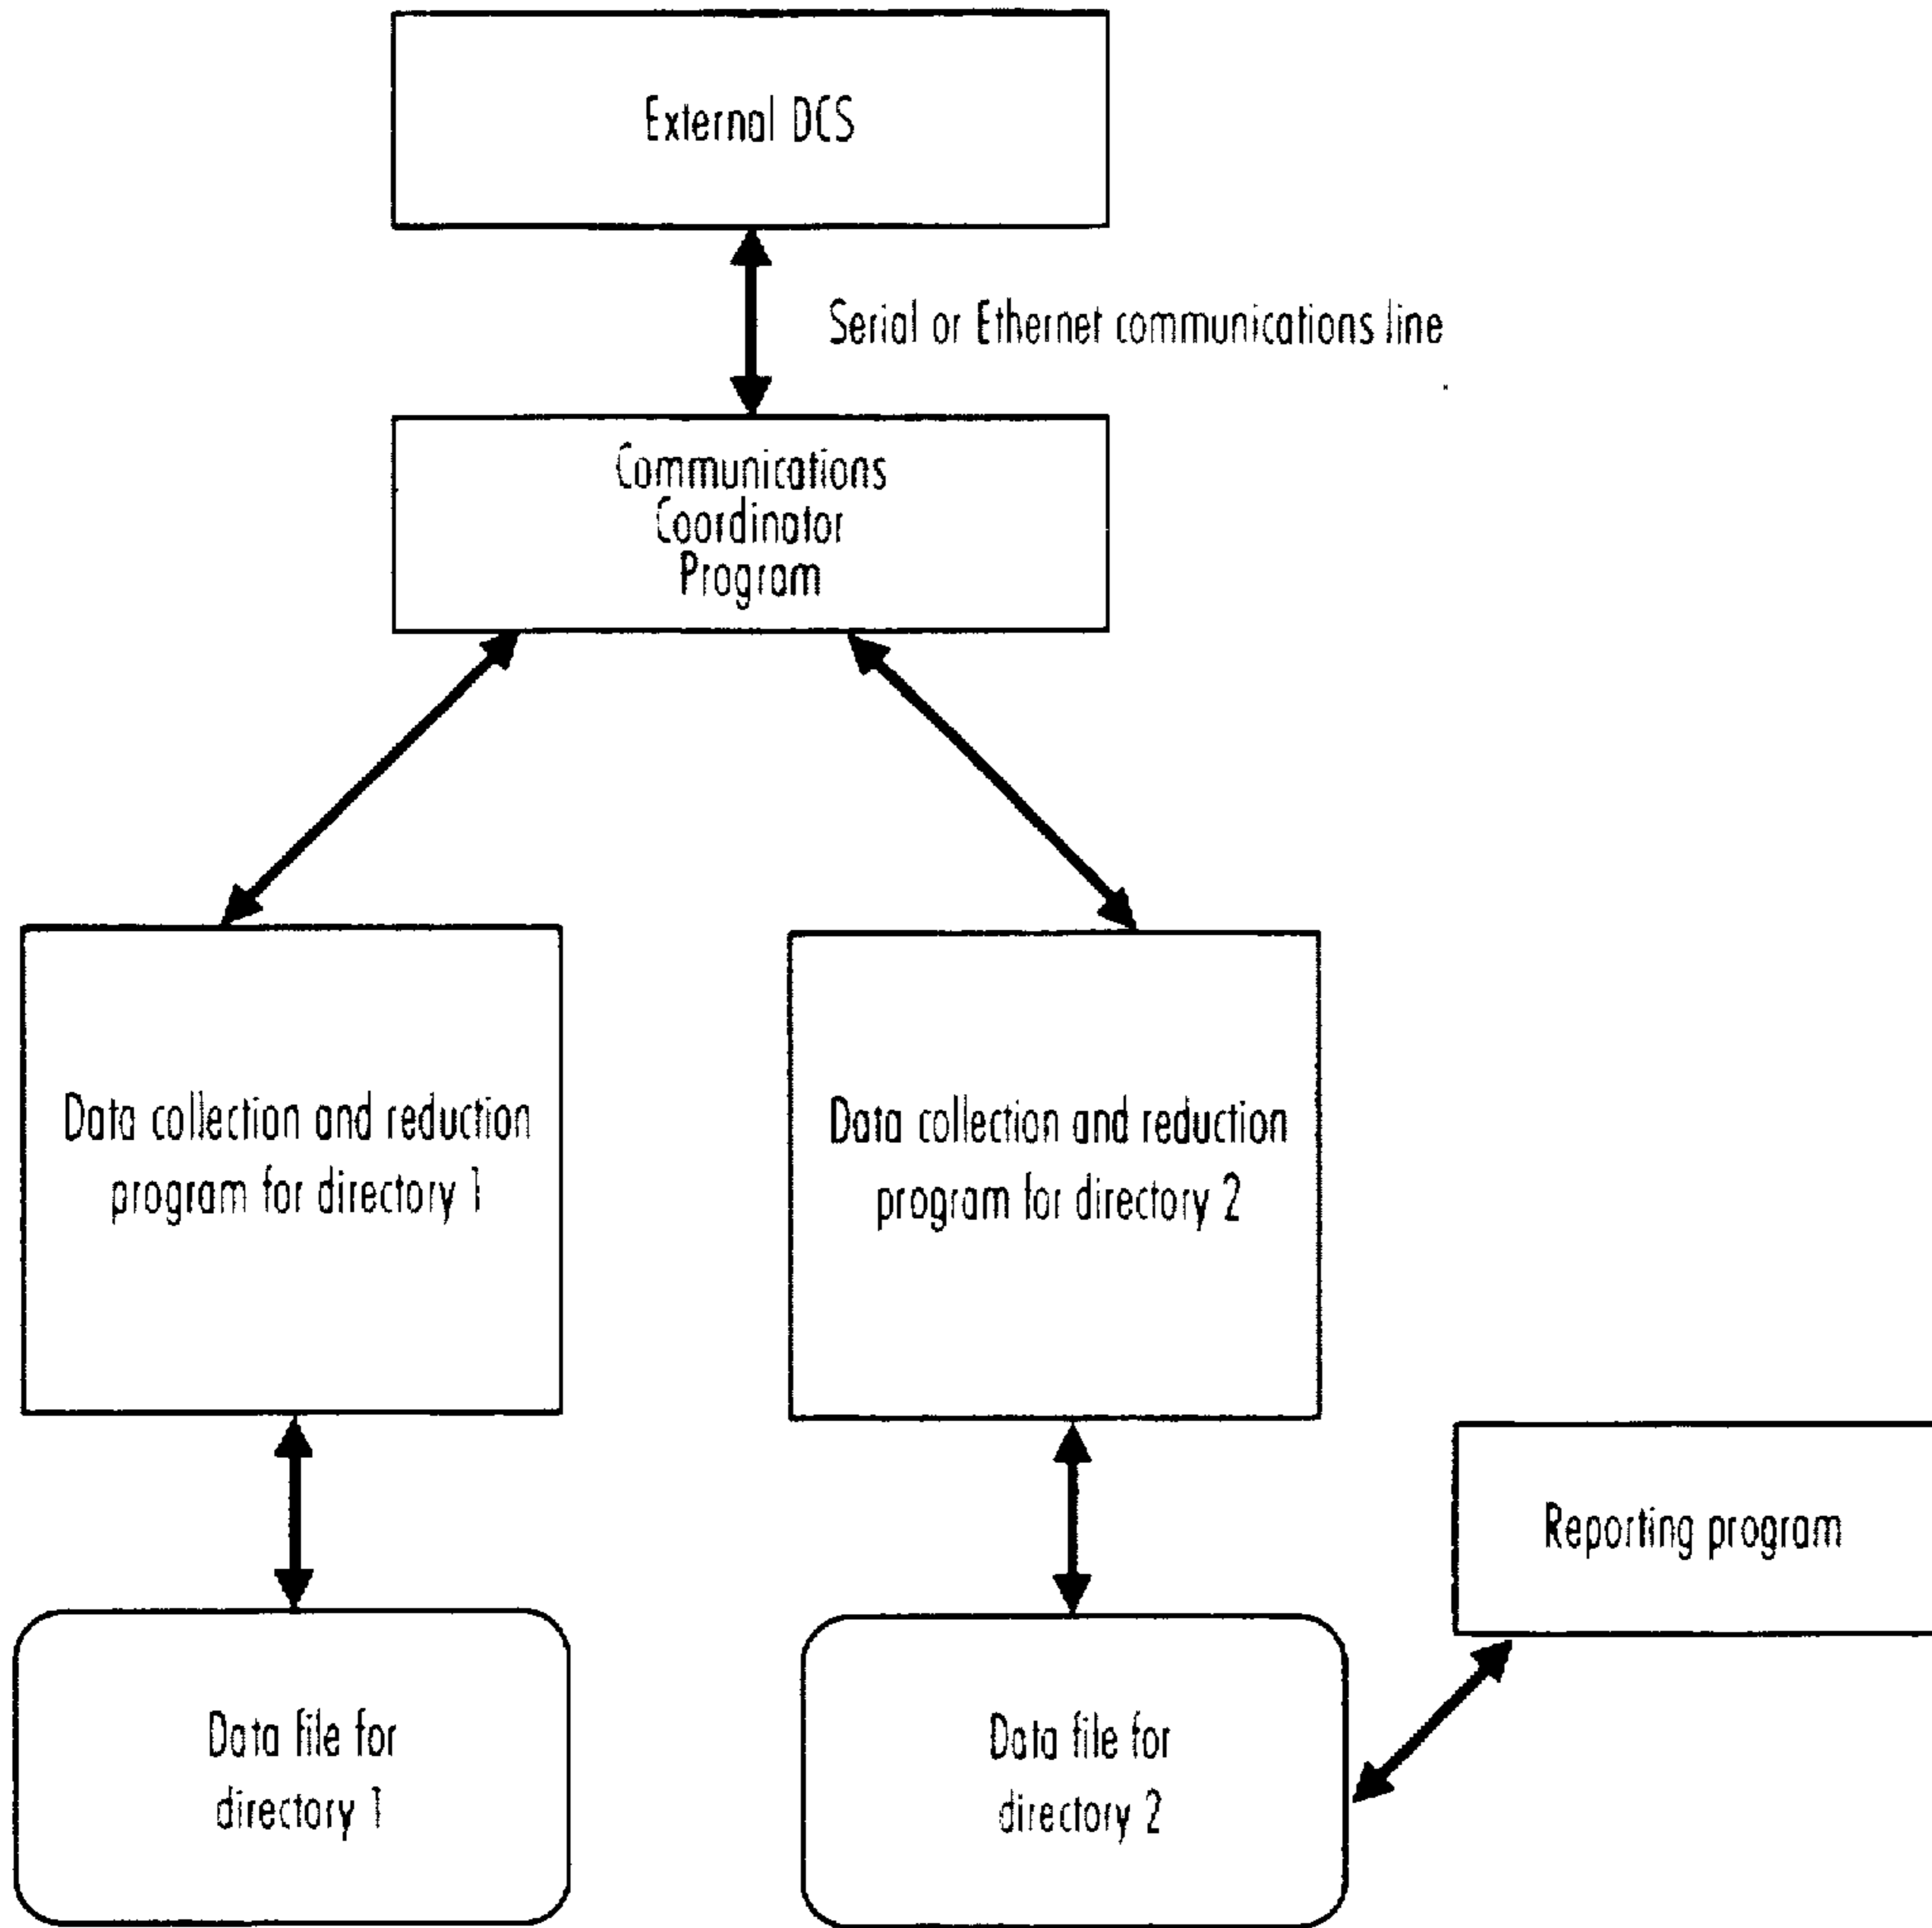 External DCS
Serial or Ethernet communications line
Communications
Coordinator
Program
Data collection and reduction
program for directory 1
Data collection and reduction
program for directory 2
Reporting program
Data file for
directory 1
Data file for
directory 2